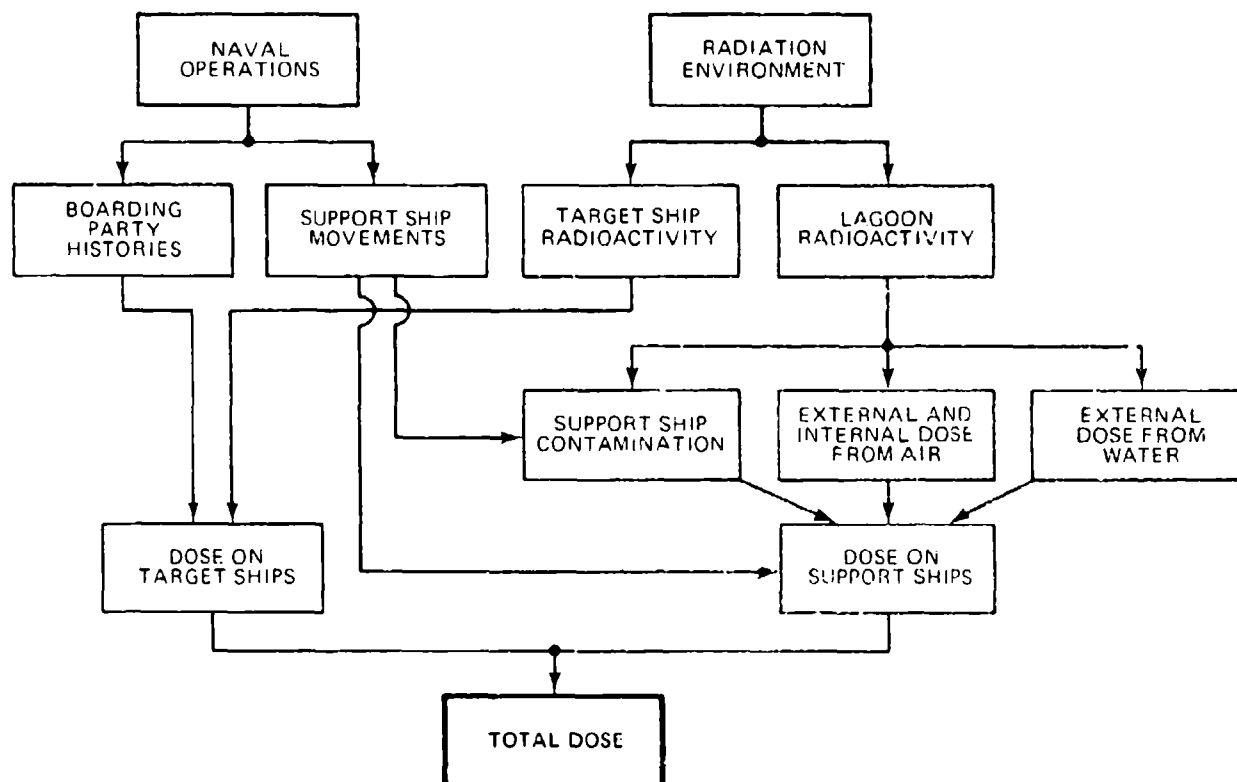 NAVAL
OPERATIONS
RADIATION
ENVIRONMENT
BOARDING
PARTY
HISTORIES
SUPPORT SHIP
MOVEMENTS
TARGET SHIP
RADIOACTIVITY
LAGOON
RADIOACTIVITY
SUPPORT SHIP
CONTAMINATION
EXTERNAL AND
INTERNAL DOSE
FROM AIR
EXTERNAL
DOSE FROM
WATER
DOSE ON
TARGET SHIPS
DOSE ON
SUPPORT SHIPS
TOTAL DOSE